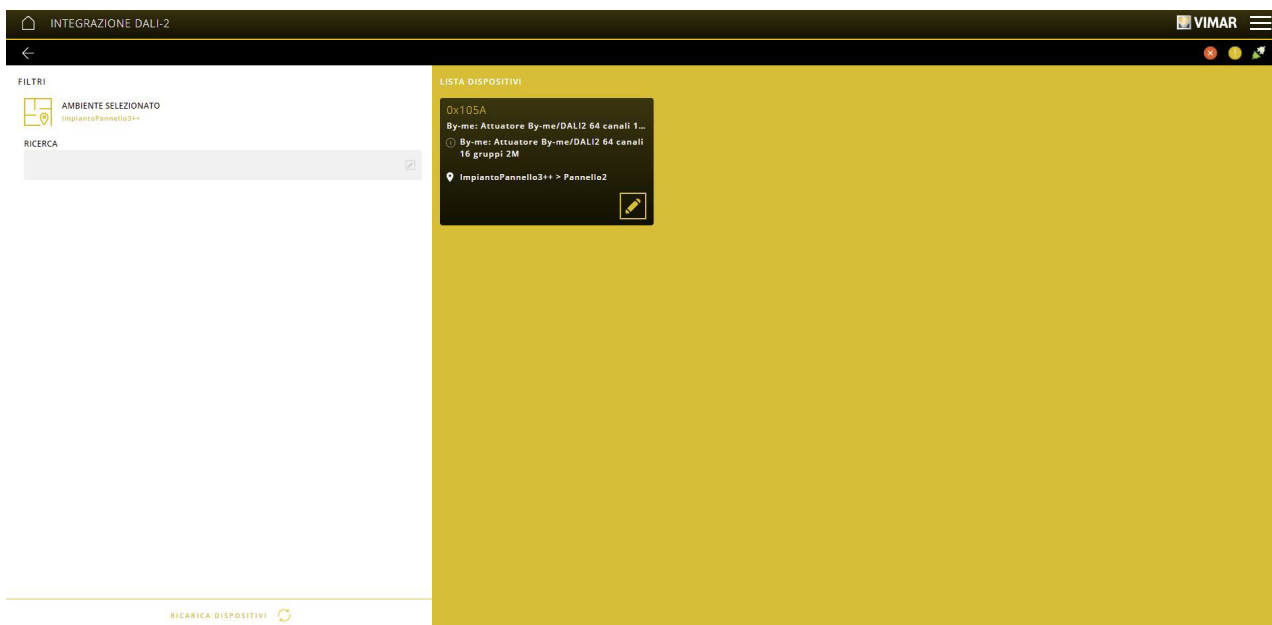 INTEGRAZIONE DALI-2
VIMAR
FILTRI
AMBIENTE SELEZIONATO
ImpiantoPannello3++
RICERCA
RICARICA DISPOSITIVI
LISTA DISPOSITIVI
0x105A
By-me: Attuatore By-me/DALI2 64 canali 1...
By-me: Attuatore By-me/DALI2 64 canali
16 gruppi 2M
ImpiantoPannello3++ > Pannello2